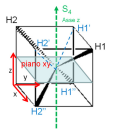 H2
S4
Asse z
H1'
H2'
H1
piano xy
z
y
x
H1''
H2''